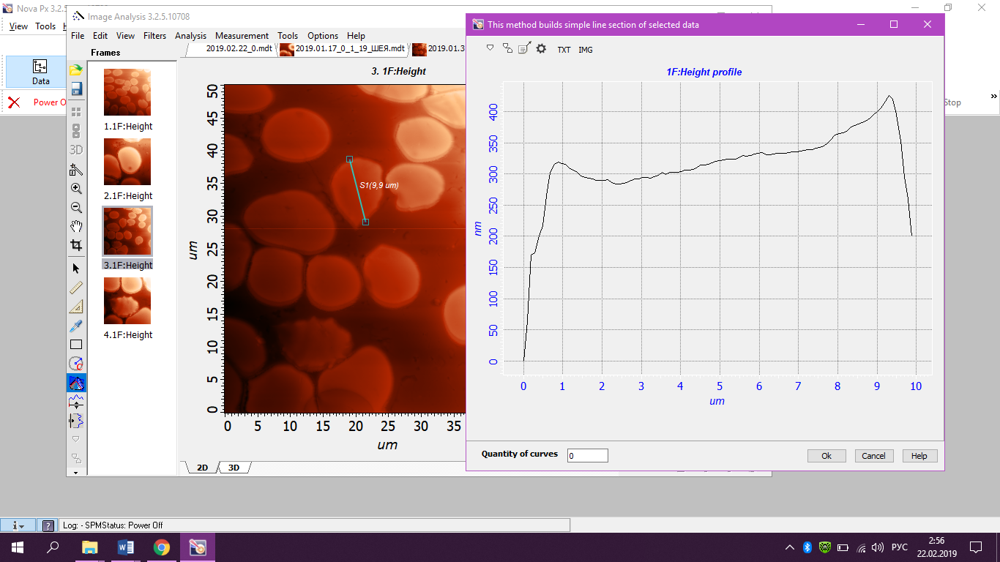 Nova Px 3.2.5
View Tools
Data
Power O
Stop
Image Analysis 3.2.5.10708
File Edit View Filters Analysis Measurement Tools Options Help
Frames
3D
1.1F:Height
2.1F:Height
3.1F:Height
4.1F:Height
2019.02.22_0.mdt 2019.01.17_0_1_19_ШЕЯ.mdt 2019.01.3
3. 1F:Height
50
45
40
35
30
25
20
15
10
5
0
um
S1(9,9 um)
0 5 10 15 20 25 30 35
um
2D 3D
This method builds simple line section of selected data
TXT IMG
1F:Height profile
400
350
300
250
200
150
100
50
0
nm
0 1 2 3 4 5 6 7 8 9 10
um
Quantity of curves 0
Ok Cancel Help
Log: - SPMStatus: Power Off
РУС
2:56
22.02.2019